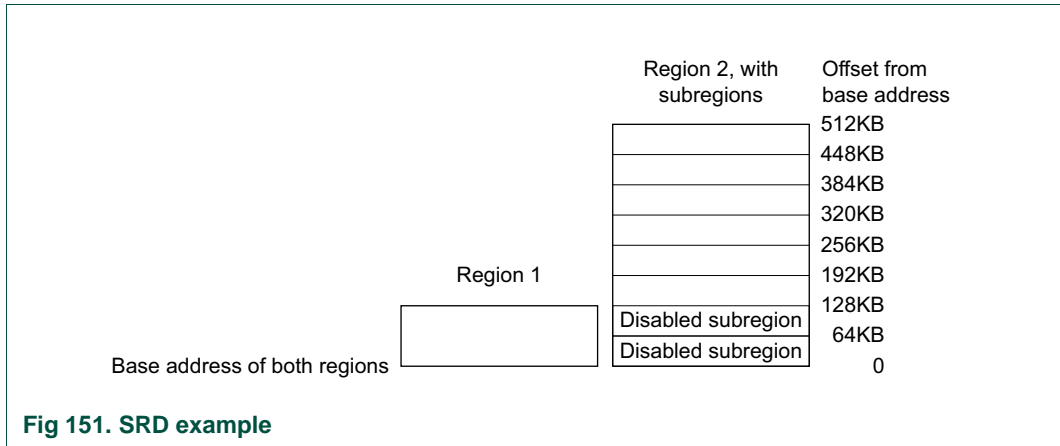 Region 2, with
subregions
Offset from
base address
512KB
448KB
384KB
320KB
256KB
192KB
Region 1
128KB
Disabled subregion
64KB
Disabled subregion
Base address of both regions
0
Fig 151. SRD example